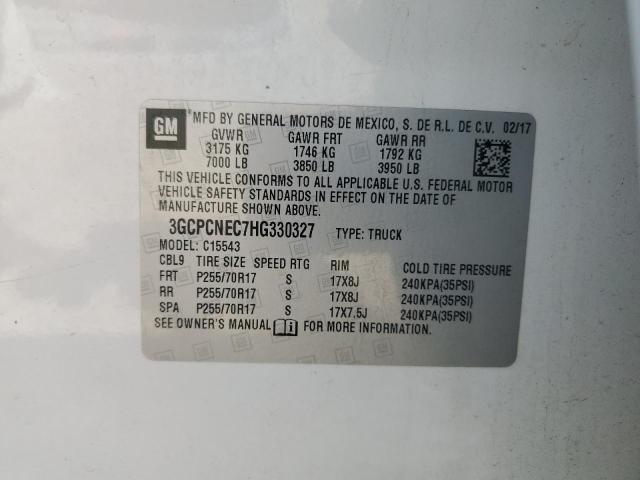 GM
*MFD BY GENERAL MOTORS DE MEXICO, S. DE R.L. DE C.V. 02/17
GVWR GAWR FRT GAWR RR
3175 KG 1746 KG 1792 KG
7000 LB 3850 LB 3950 LB
THIS VEHICLE CONFORMS TO ALL APPLICABLE U.S. FEDERAL MOTOR
VEHICLE SAFETY STANDARDS IN EFFECT ON THE DATE OF
MANUFACTURE SHOWN ABOVE.
3GCPCNEC7HG330327 TYPE: TRUCK
MODEL: C15543
CBL9 TIRE SIZE SPEED RTG RIM COLD TIRE PRESSURE
FRT P255/70R17 S 17X8J 240KPA(35PSI)
RR P255/70R17 S 17X8J 240KPA(35PSI)
SPA P255/70R17 S 17X7.5J 240KPA(35PSI)
SEE OWNER'S MANUAL FOR MORE INFORMATION.